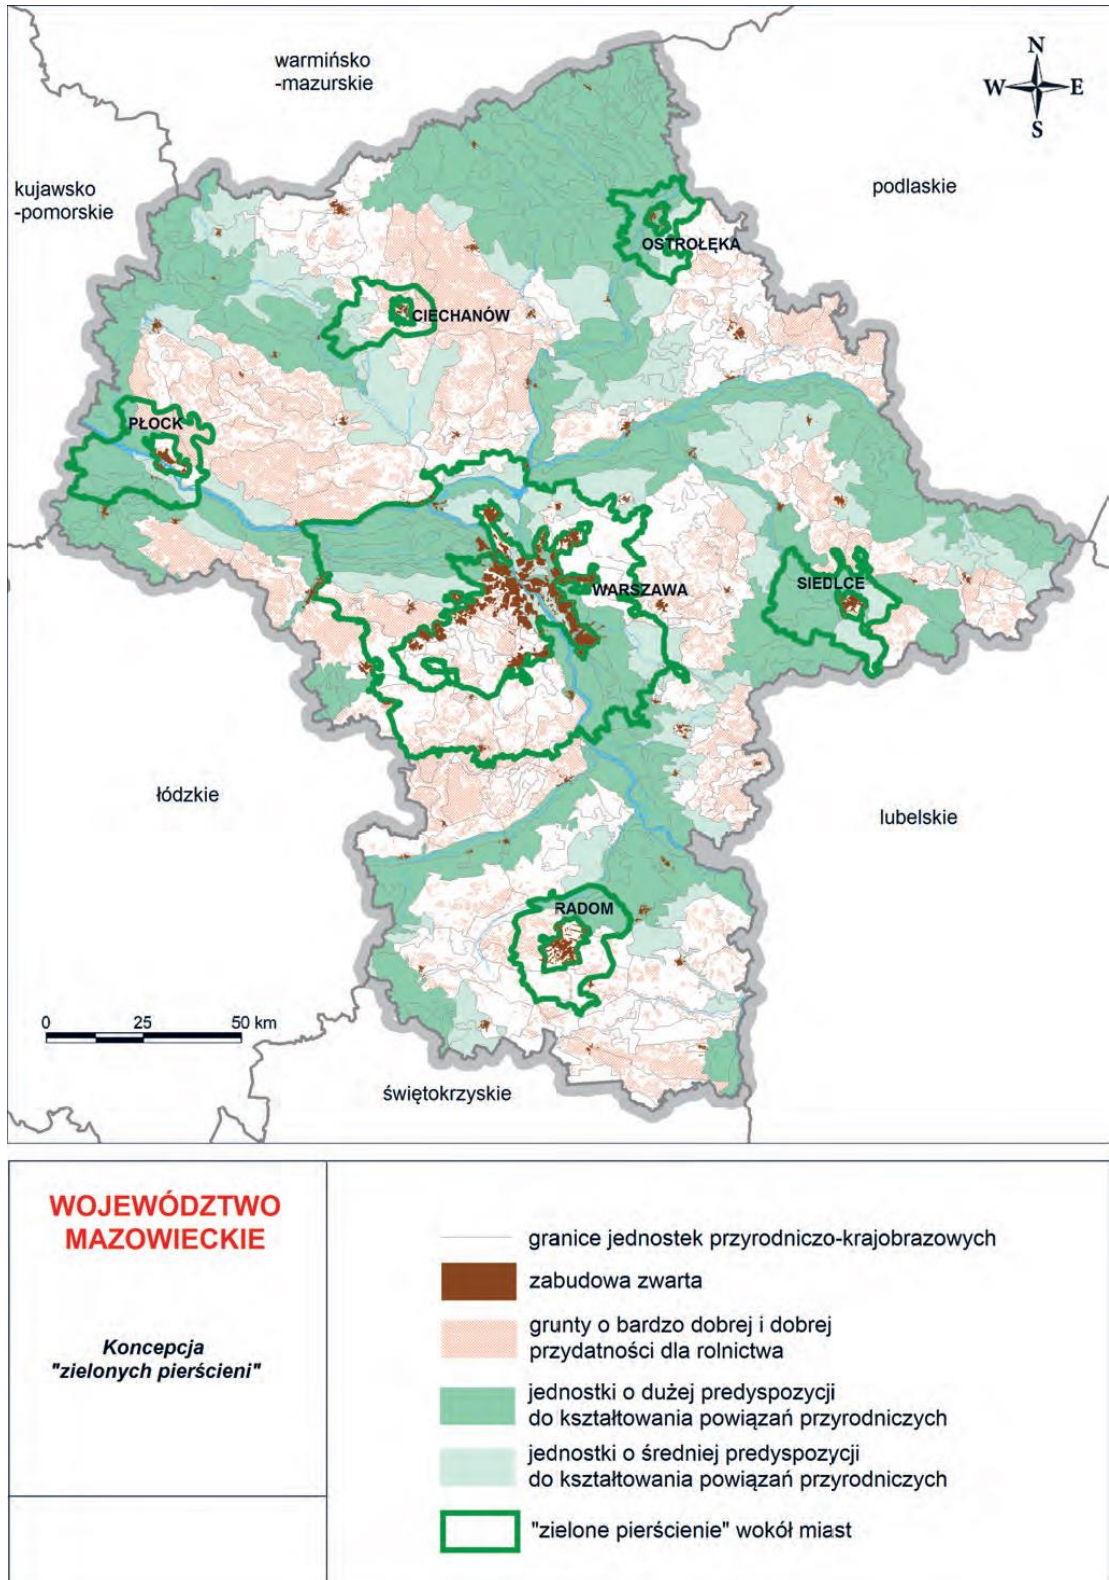 warmińsko
-mazurskie
N
W E
S
kujawsko
-pomorskie
podlaskie
OSTROŁĘKA
CIECHANÓW
PŁOCK
WARSZAWA
SIEDLCE
łódzkie
lubelskie
RADOM
0 25 50 km
świętokrzyskie
WOJEWÓDZTWO
MAZOWIECKIE
Koncepcja
"zielonych pierścieni"
granice jednostek przyrodniczo-krajobrazowych
zabudowa zwarta
grunty o bardzo dobrej i dobrej
przydatności dla rolnictwa
jednostki o dużej predyspozycji
do kształtowania powiązań przyrodniczych
jednostki o średniej predyspozycji
do kształtowania powiązań przyrodniczych
"zielone pierścienie" wokół miast